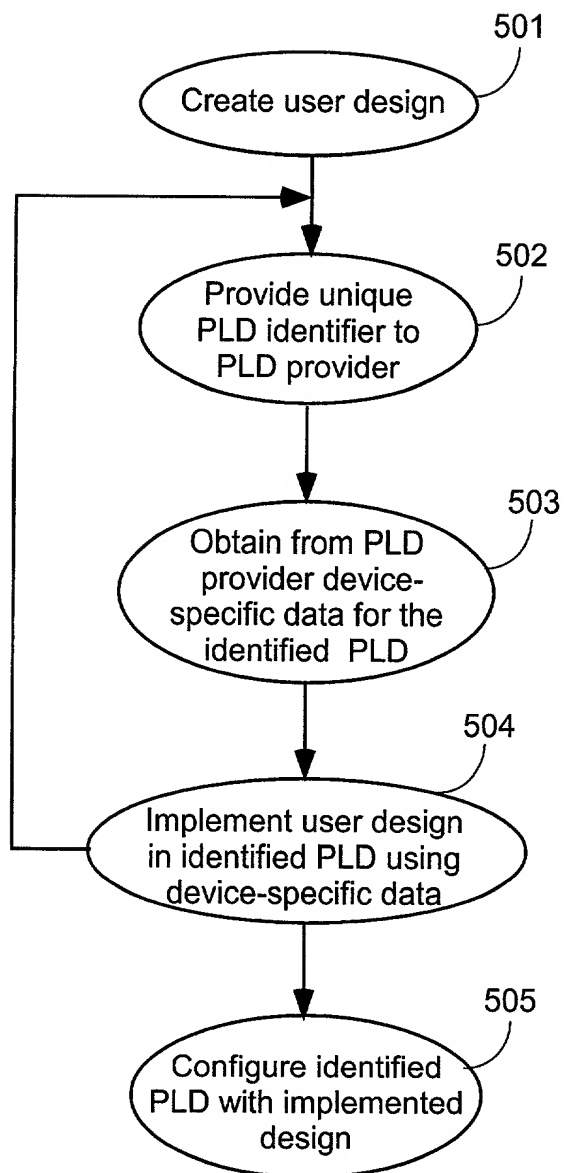 501
Create user design
502
Provide unique
PLD identifier to
PLD provider
503
Obtain from PLD
provider device-
specific data for the
identified PLD
504
Implement user design
in identified PLD using
device-specific data
505
Configure identified
PLD with implemented
design